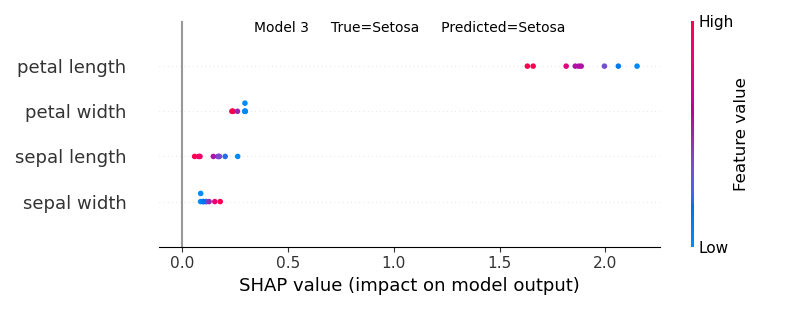 Model 3 True=Setosa Predicted=Setosa
High
petal length
petal width
sepal length
sepal width
Feature value
Low
0.0 0.5 1.0 1.5 2.0
SHAP value (impact on model output)